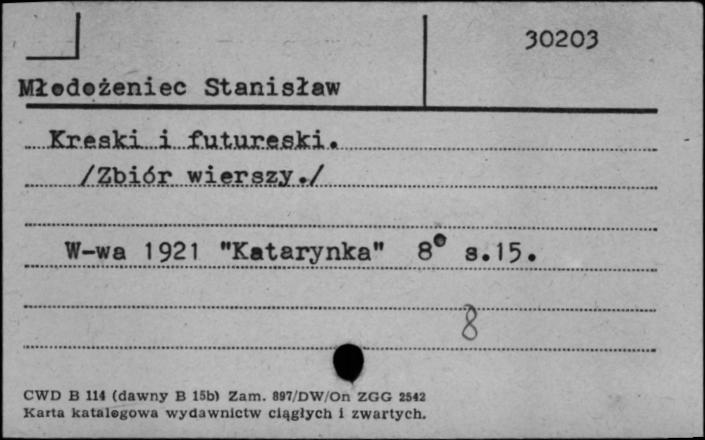 30203
Młodożeniec Stanisław
Kreski i futureski.
/Zbiór wierszy./
W-wa 1921 "Katarynka" 8° s.15.
8
CWD B 114 (dawny B 15b) Zam. 897/DW/On ZGG 2542
Karta katalogowa wydawnictw ciągłych i zwartych.